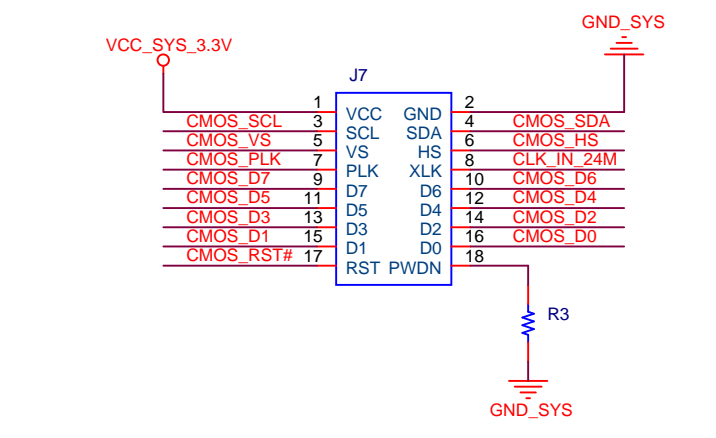 GND_SYS
VCC_SYS_3.3V
J7
1 VCC GND 2
CMOS_SCL 3 SCL SDA 4 CMOS_SDA
CMOS_VS 5 VS HS 6 CMOS_HS
CMOS_PLK 7 PLK XLK 8 CLK_IN_24M
CMOS_D7 9 D7 D6 10 CMOS_D6
CMOS_D5 11 D5 D4 12 CMOS_D4
CMOS_D3 13 D3 D2 14 CMOS_D2
CMOS_D1 15 D1 D0 16 CMOS_D0
CMOS_RST# 17 RST PWDN 18
R3
GND_SYS